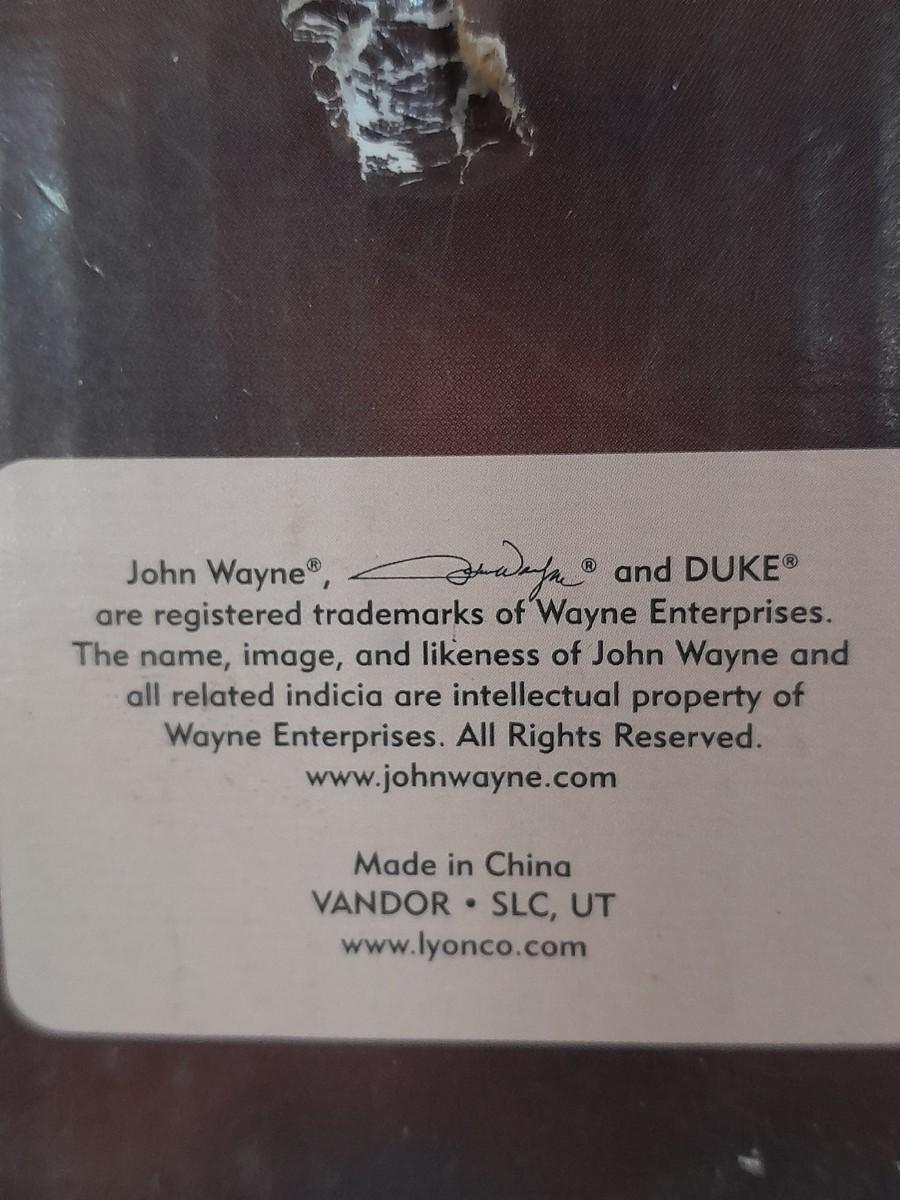 John Wayne®, John Wayne® and DUKE®
are registered trademarks of Wayne Enterprises.
The name, image, and likeness of John Wayne and
all related indicia are intellectual property of
Wayne Enterprises. All Rights Reserved.
www.johnwayne.com
Made in China
VANDOR • SLC, UT
www.lyonco.com